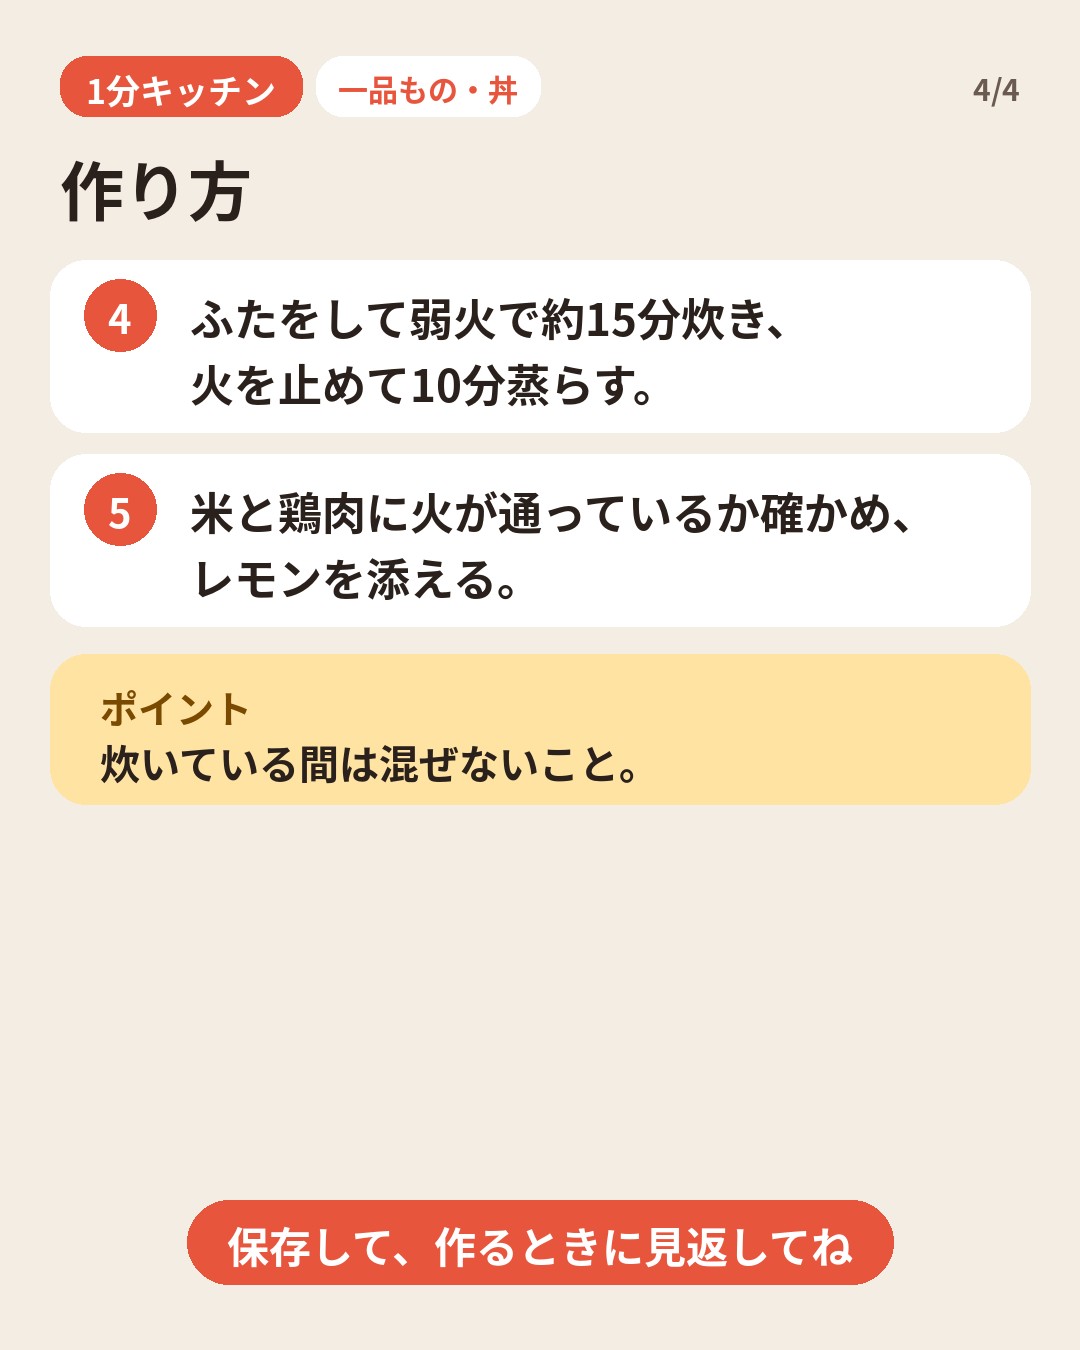 1分キッチン
一品もの・丼
4/4
作り方
4
ふたをして弱火で約15分炊き、
火を止めて10分蒸らす。
5
米と鶏肉に火が通っているか確かめ、
レモンを添える。
ポイント
炊いている間は混ぜないこと。
保存して、作るときに見返してね